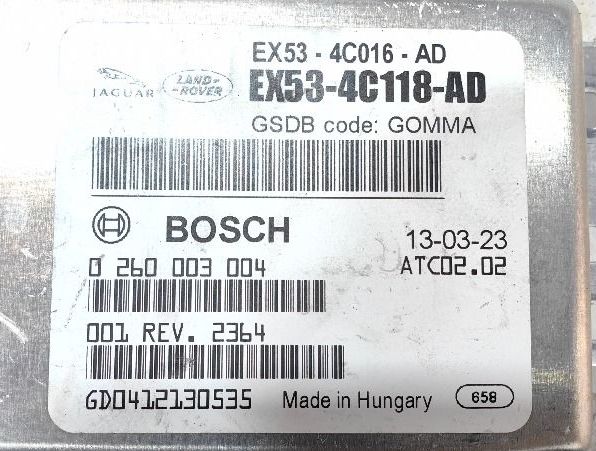 EX53 - 4C016 - AD
JAGUAR LAND-ROVER EX53-4C118-AD
GSDB code: GOMMA
BOSCH 13-03-23
0 260 003 004 ATC02.02
001 REV. 2364
GD0412130535 Made in Hungary 658